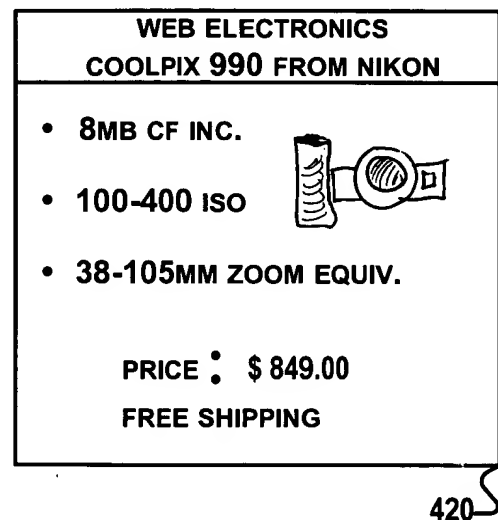 WEB ELECTRONICS
COOLPIX 990 FROM NIKON
• 8MB CF INC.
• 100-400 ISO
• 38-105MM ZOOM EQUIV.
PRICE : $ 849.00
FREE SHIPPING
420